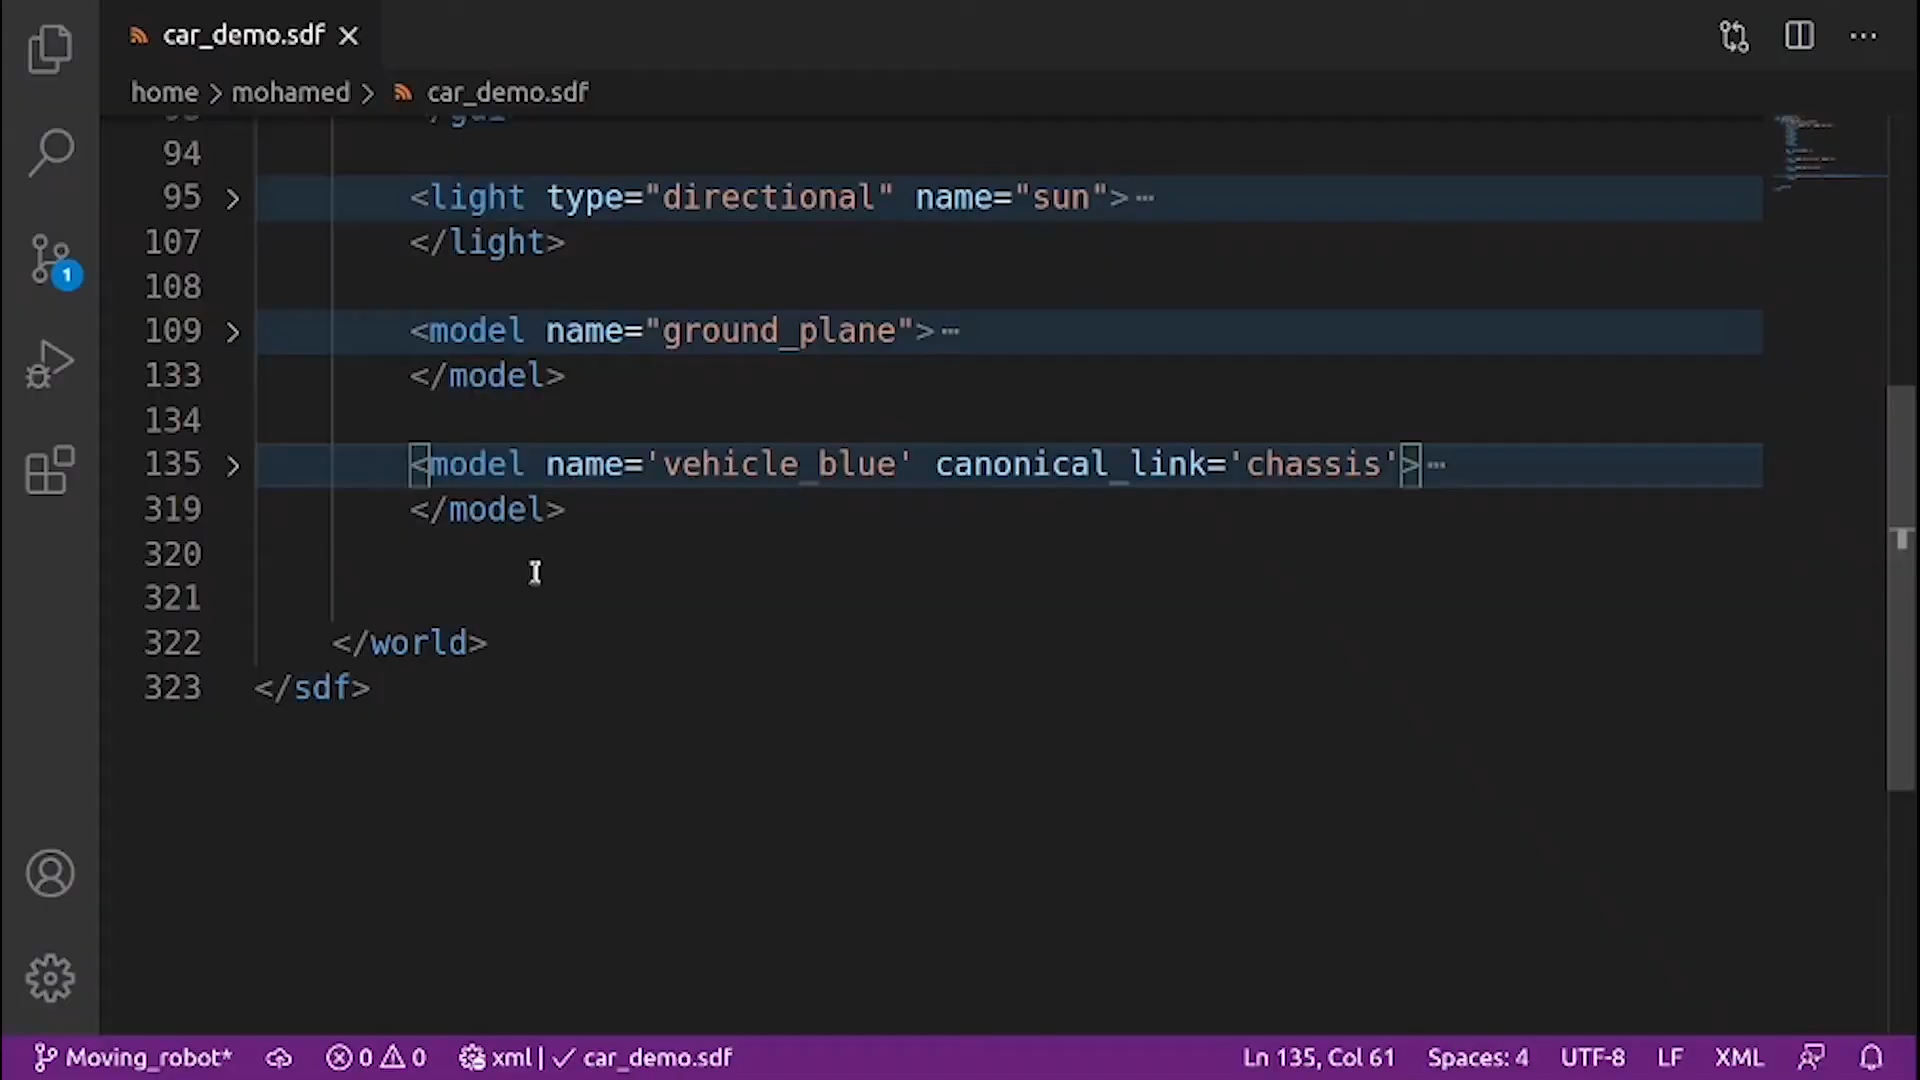 car_demo.sdf
home > mohamed > car_demo.sdf
94
95 <light type="directional" name="sun">
107 </light>
108
109 <model name="ground_plane">
133 </model>
134
135 <model name='vehicle_blue' canonical_link='chassis'>
319 </model>
320
321
322 </world>
323 </sdf>
1
Moving_robot* 0 0 xml | ✓ car_demo.sdf Ln 135, Col 61 Spaces: 4 UTF-8 LF XML